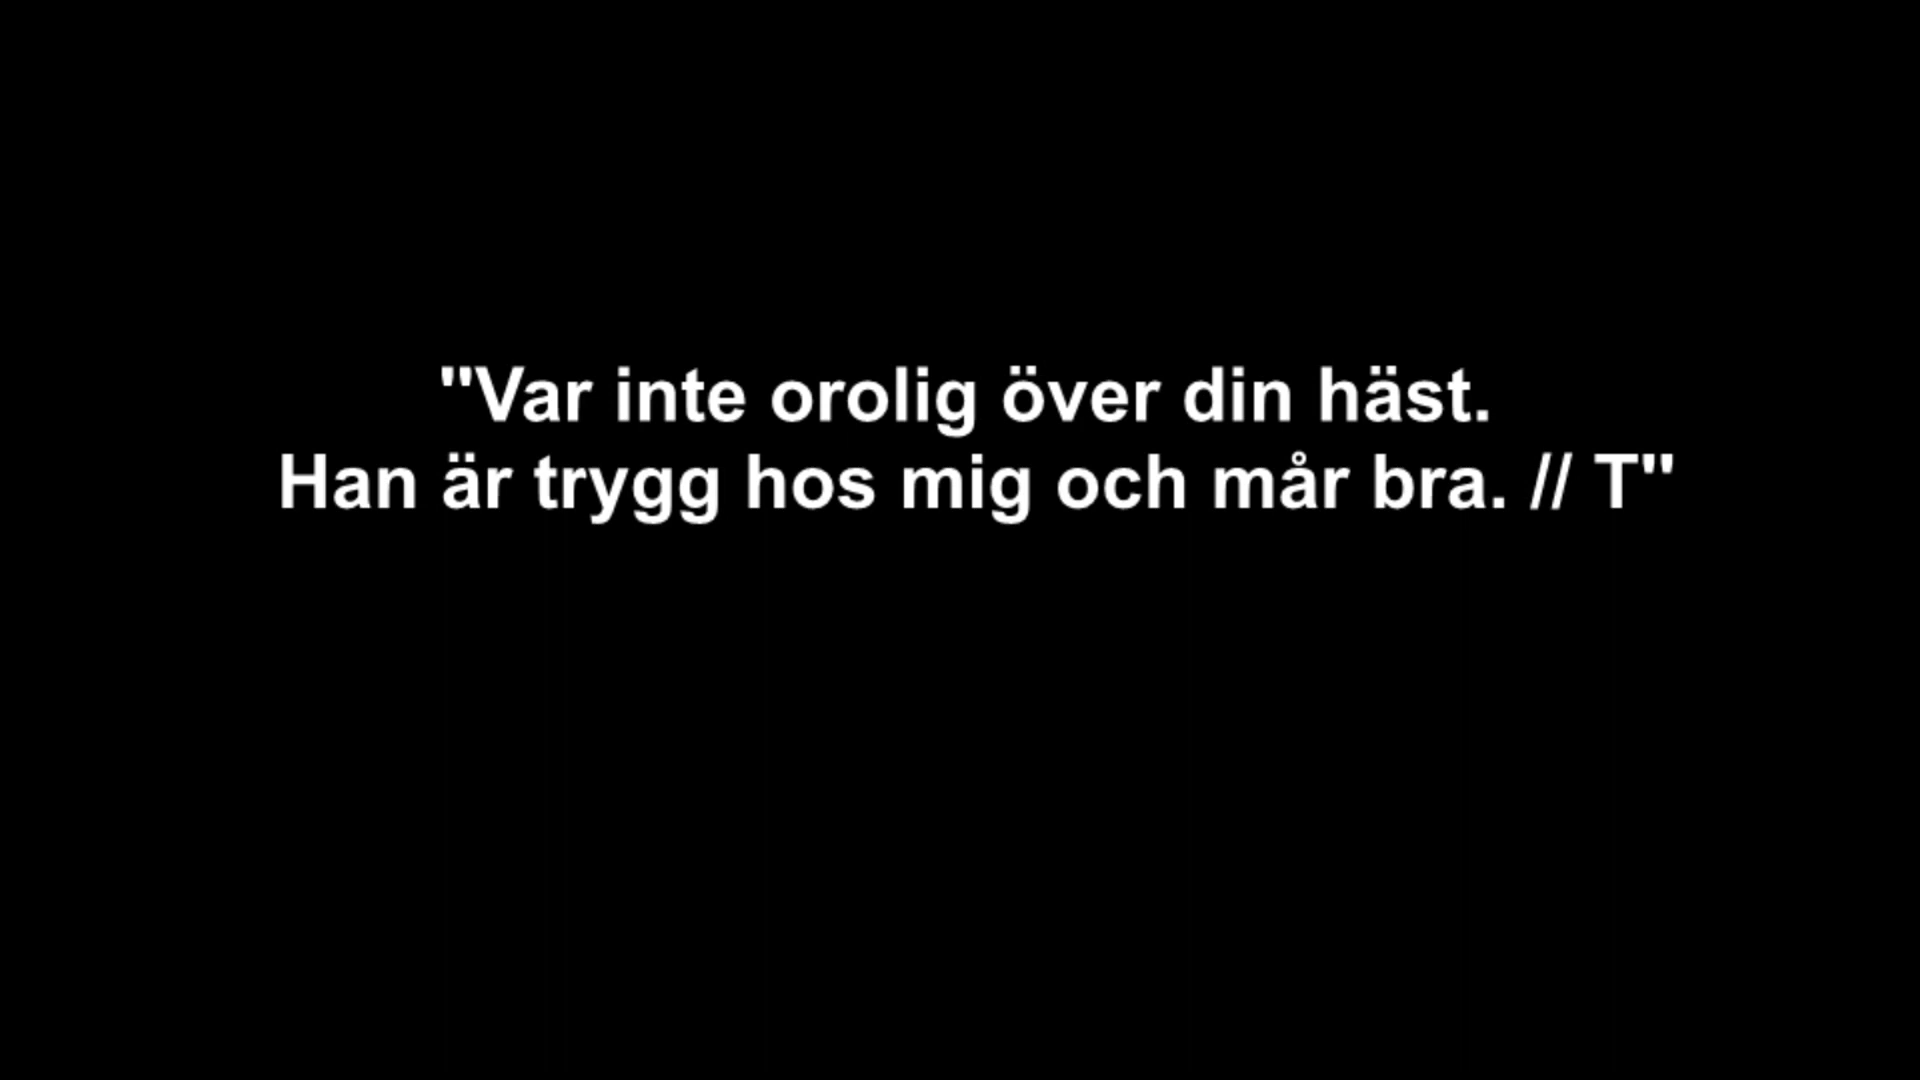 "Var inte orolig över din häst.
Han är trygg hos mig och mår bra. // T"